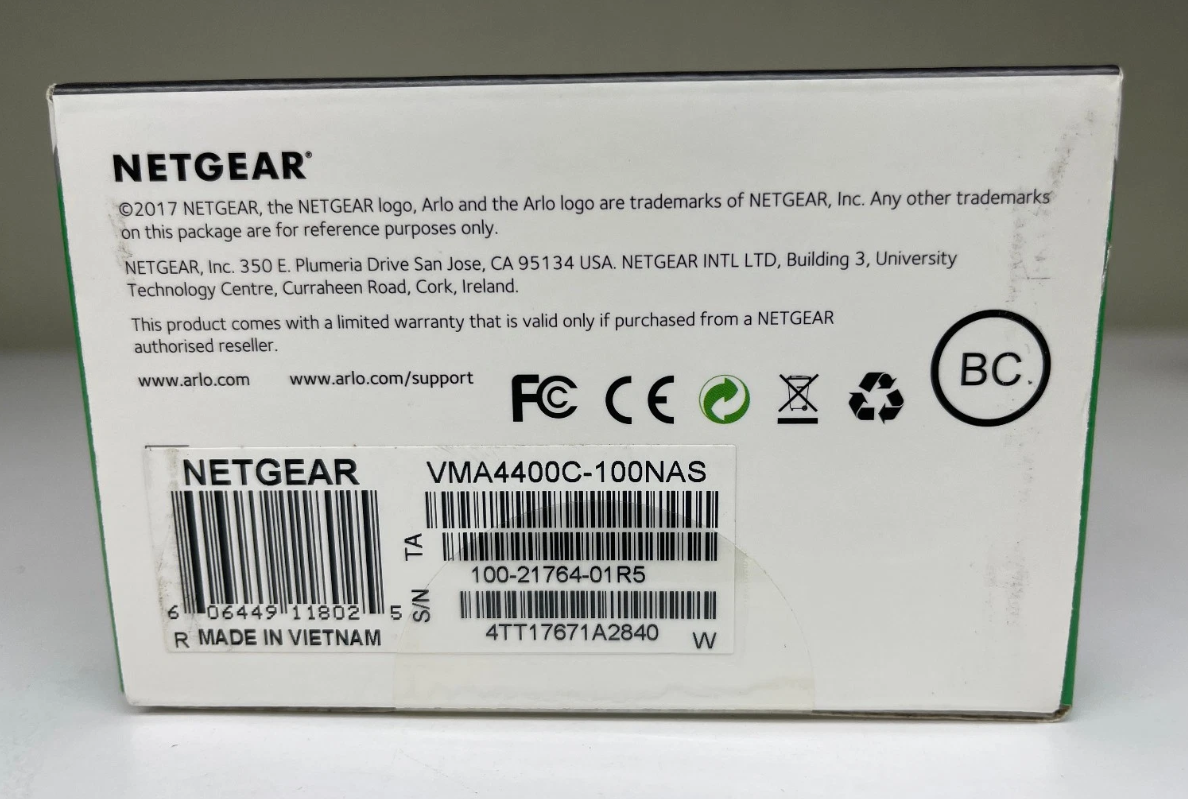 NETGEAR®
©2017 NETGEAR, the NETGEAR logo, Arlo and the Arlo logo are trademarks of NETGEAR, Inc. Any other trademarks
on this package are for reference purposes only.
NETGEAR, Inc. 350 E. Plumeria Drive San Jose, CA 95134 USA. NETGEAR INTL LTD, Building 3, University
Technology Centre, Curraheen Road, Cork, Ireland.
This product comes with a limited warranty that is valid only if purchased from a NETGEAR
authorised reseller.
www.arlo.com www.arlo.com/support
FC CE
BC
NETGEAR VMA4400C-100NAS
TA
100-21764-01R5
6 06449 11802 5
S/N
4TT17671A2840
R MADE IN VIETNAM
W